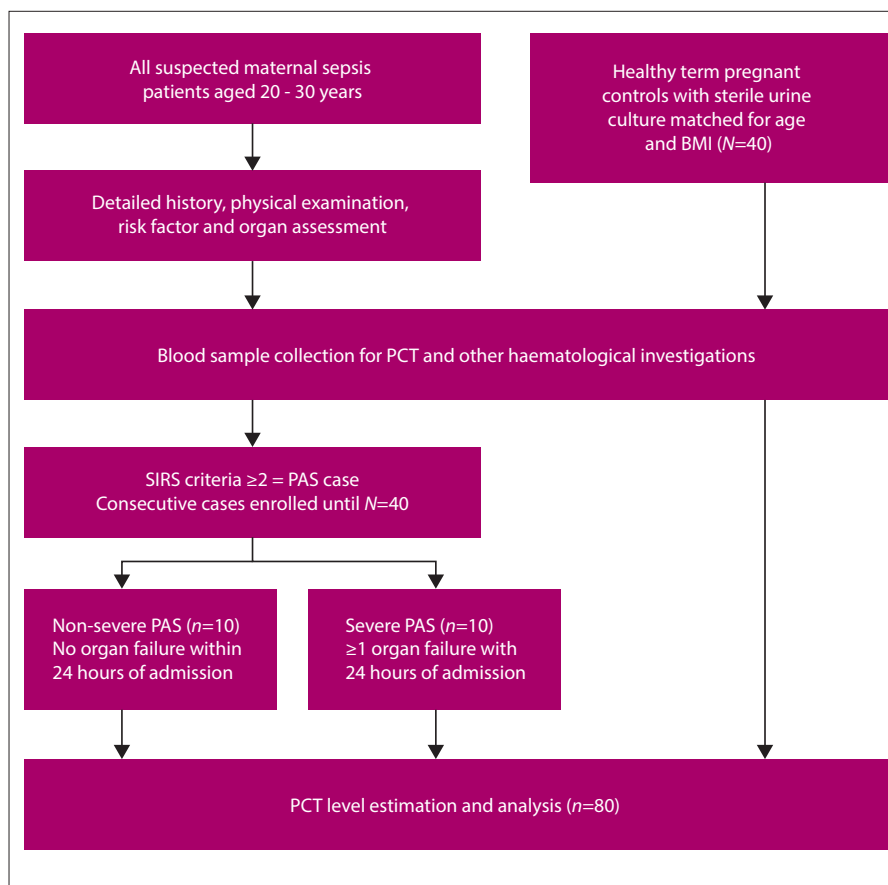 All suspected maternal sepsis
patients aged 20 - 30 years
Healthy term pregnant
controls with sterile urine
culture matched for age
and BMI (N=40)
Detailed history, physical examination,
risk factor and organ assessment
Blood sample collection for PCT and other haematological investigations
SIRS criteria ≥2 = PAS case
Consecutive cases enrolled until N=40
Non-severe PAS (n=10)
No organ failure within
24 hours of admission
Severe PAS (n=10)
≥1 organ failure with
24 hours of admission
PCT level estimation and analysis (n=80)